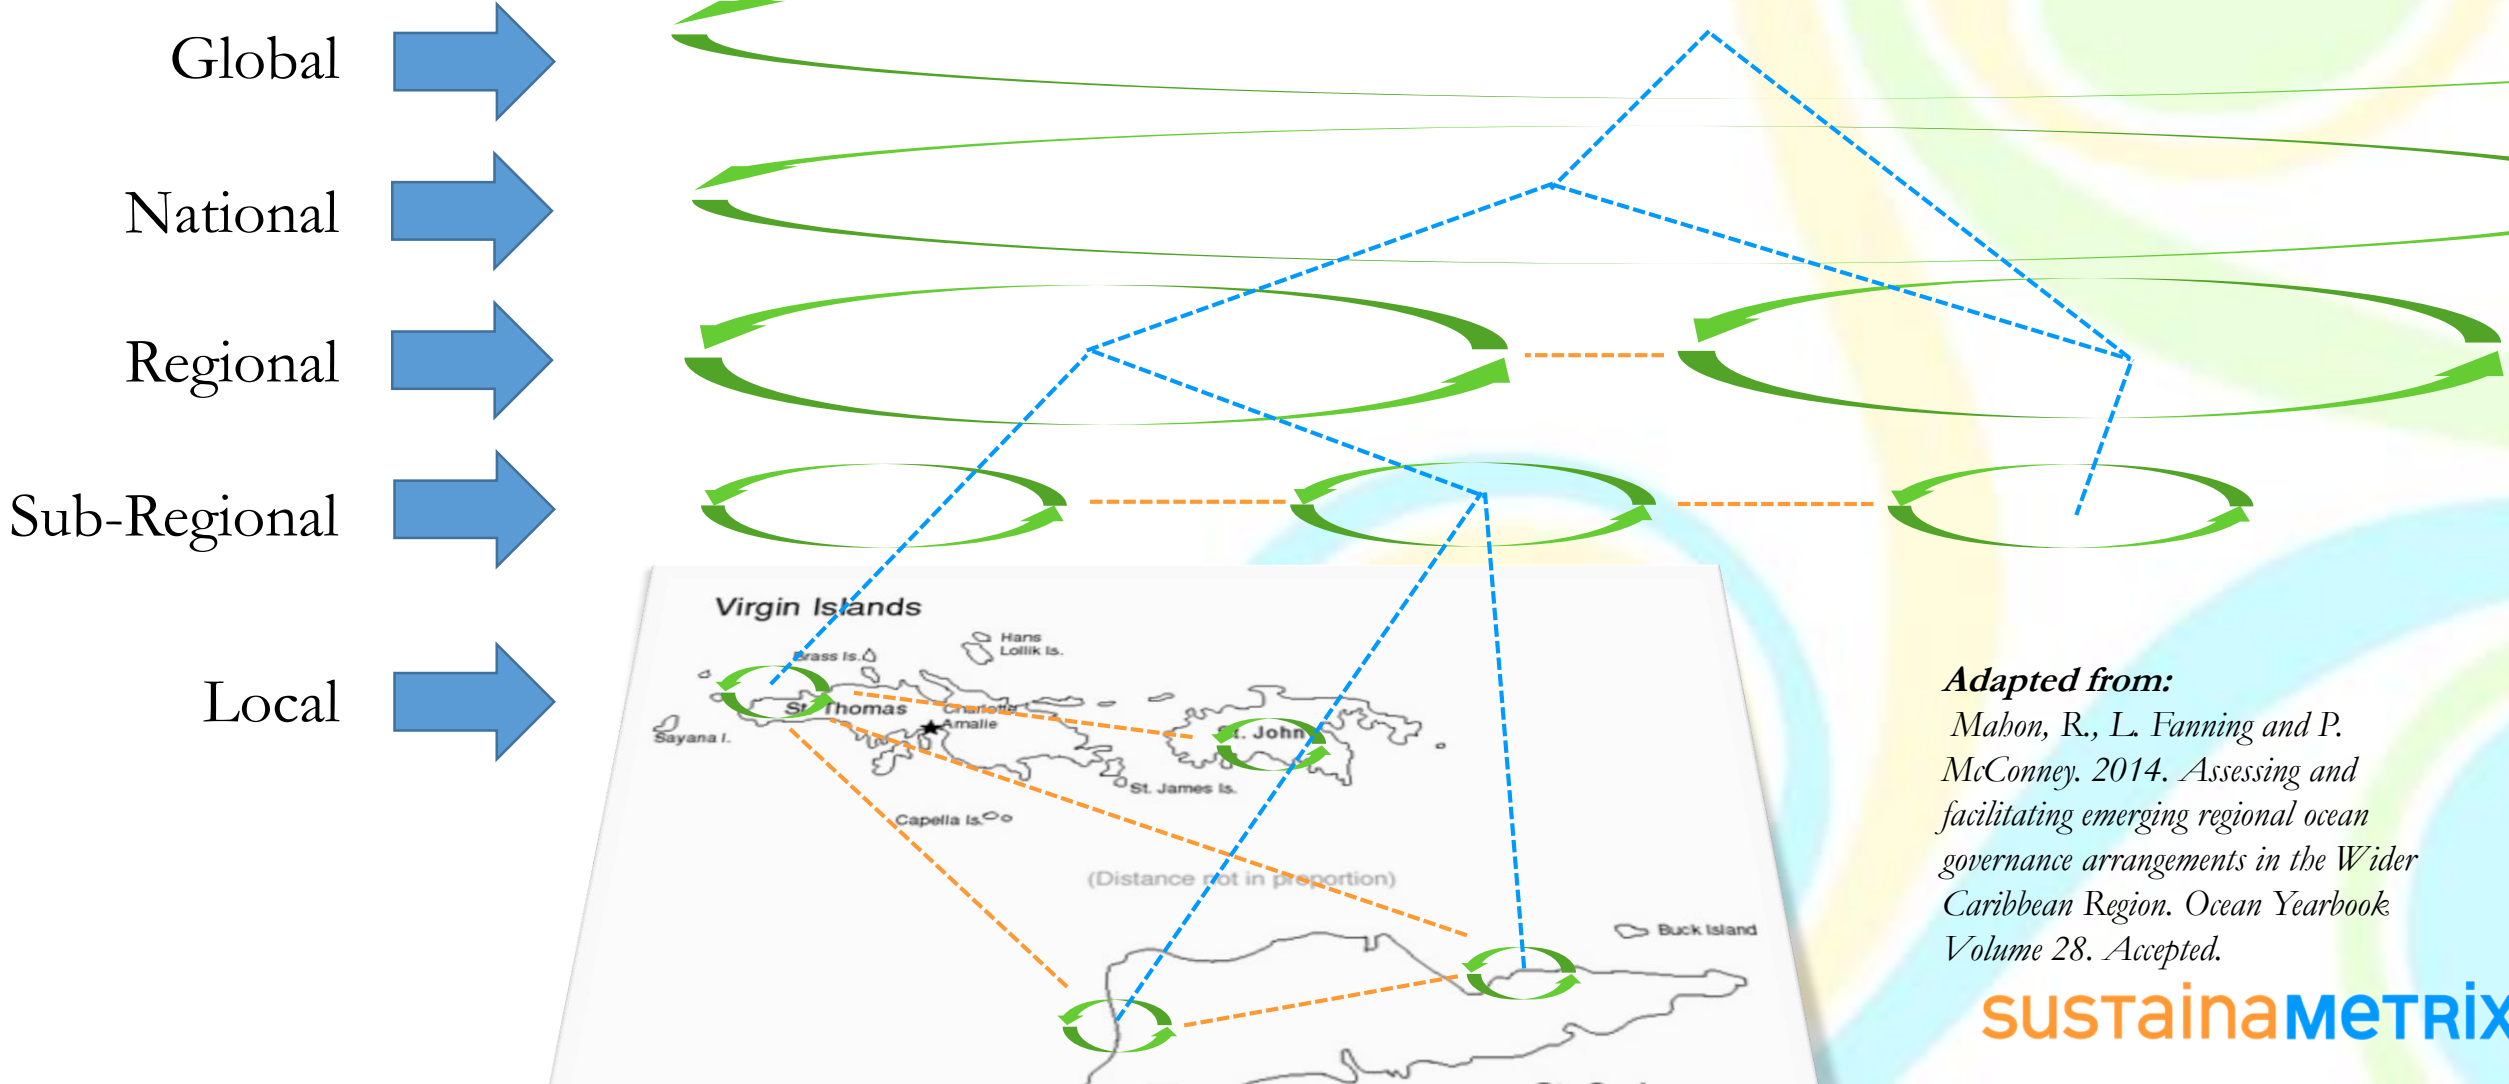 Global
National
Regional
Sub-Regional
Local
Virgin Islands
Hans
Lollik Is.
Brass Is.
St. Thomas
Charlotte
Amalie
Sayana I.
St. John
St. James Is.
Capella Is.
(Distance not in proportion)
Buck Island
Adapted from:
Mahon, R., L. Fanning and P.
McConney. 2014. Assessing and
facilitating emerging regional ocean
governance arrangements in the Wider
Caribbean Region. Ocean Yearbook
Volume 28. Accepted.
sustainaMeTRiX